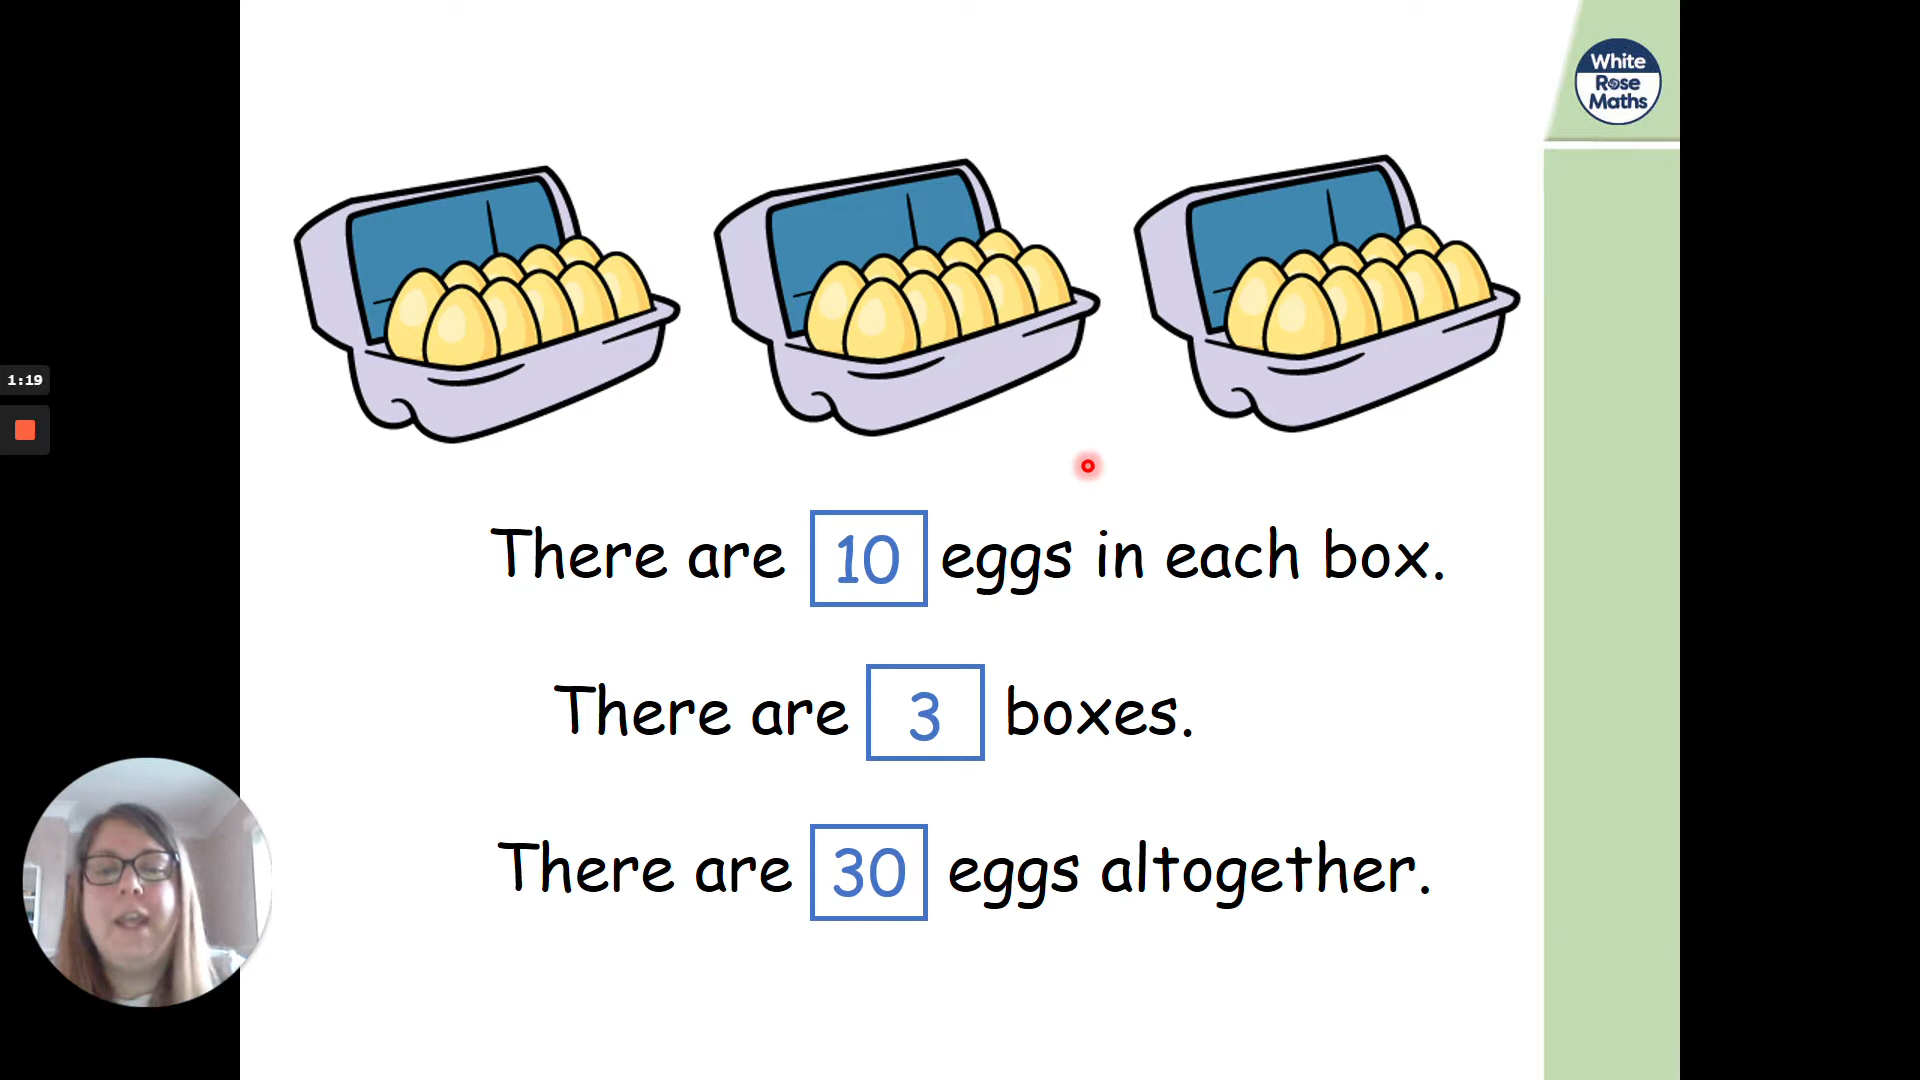 White
Rose
Maths
1:19
There are 10 eggs in each box.
There are 3 boxes.
There are 30 eggs altogether.